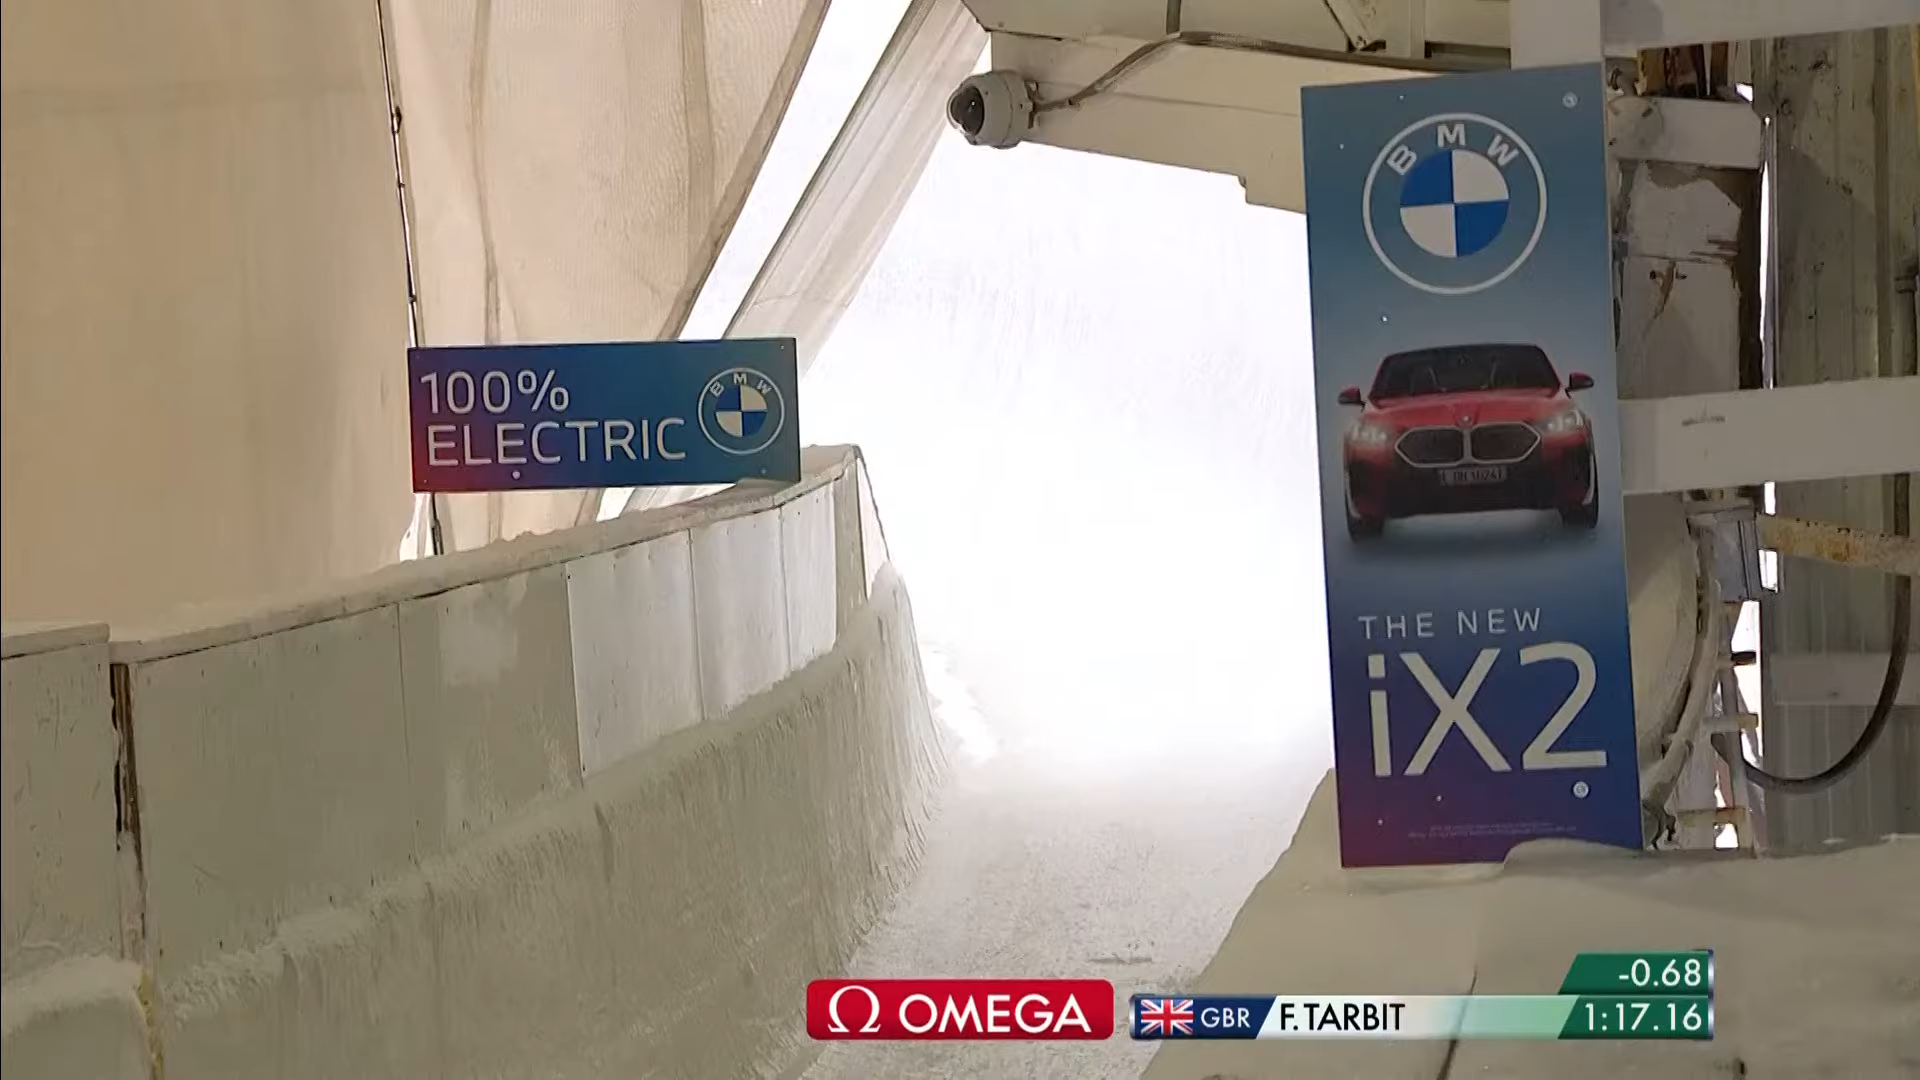 BMW
100%
ELECTRIC
BMW
THE NEW
iX2
-0.68
Ω OMEGA
GBR F. TARBIT 1:17.16